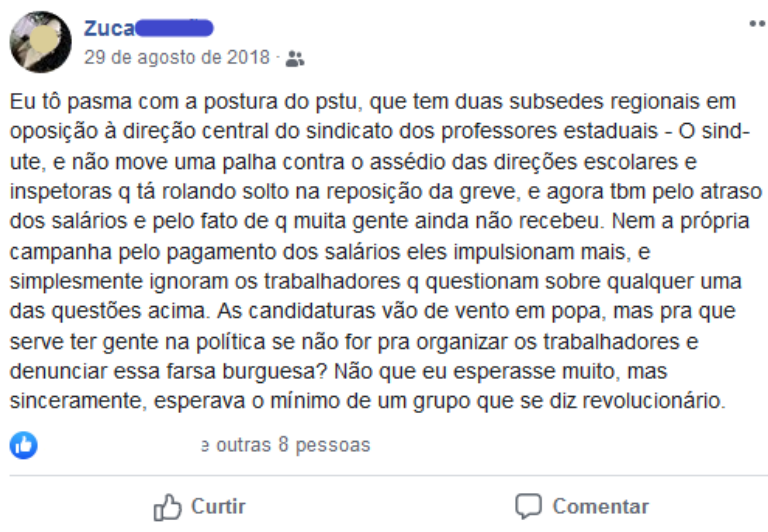 Zuca
29 de agosto de 2018 ·
Eu tô pasma com a postura do pstu, que tem duas subsedes regionais em
oposição à direção central do sindicato dos professores estaduais - O sind-
ute, e não move uma palha contra o assédio das direções escolares e
inspetoras q tá rolando solto na reposição da greve, e agora tbm pelo atraso
dos salários e pelo fato de q muita gente ainda não recebeu. Nem a própria
campanha pelo pagamento dos salários eles impulsionam mais, e
simplesmente ignoram os trabalhadores q questionam sobre qualquer uma
das questões acima. As candidaturas vão de vento em popa, mas pra que
serve ter gente na política se não for pra organizar os trabalhadores e
denunciar essa farsa burguesa? Não que eu esperasse muito, mas
sinceramente, esperava o mínimo de um grupo que se diz revolucionário.
e outras 8 pessoas
Curtir
Comentar